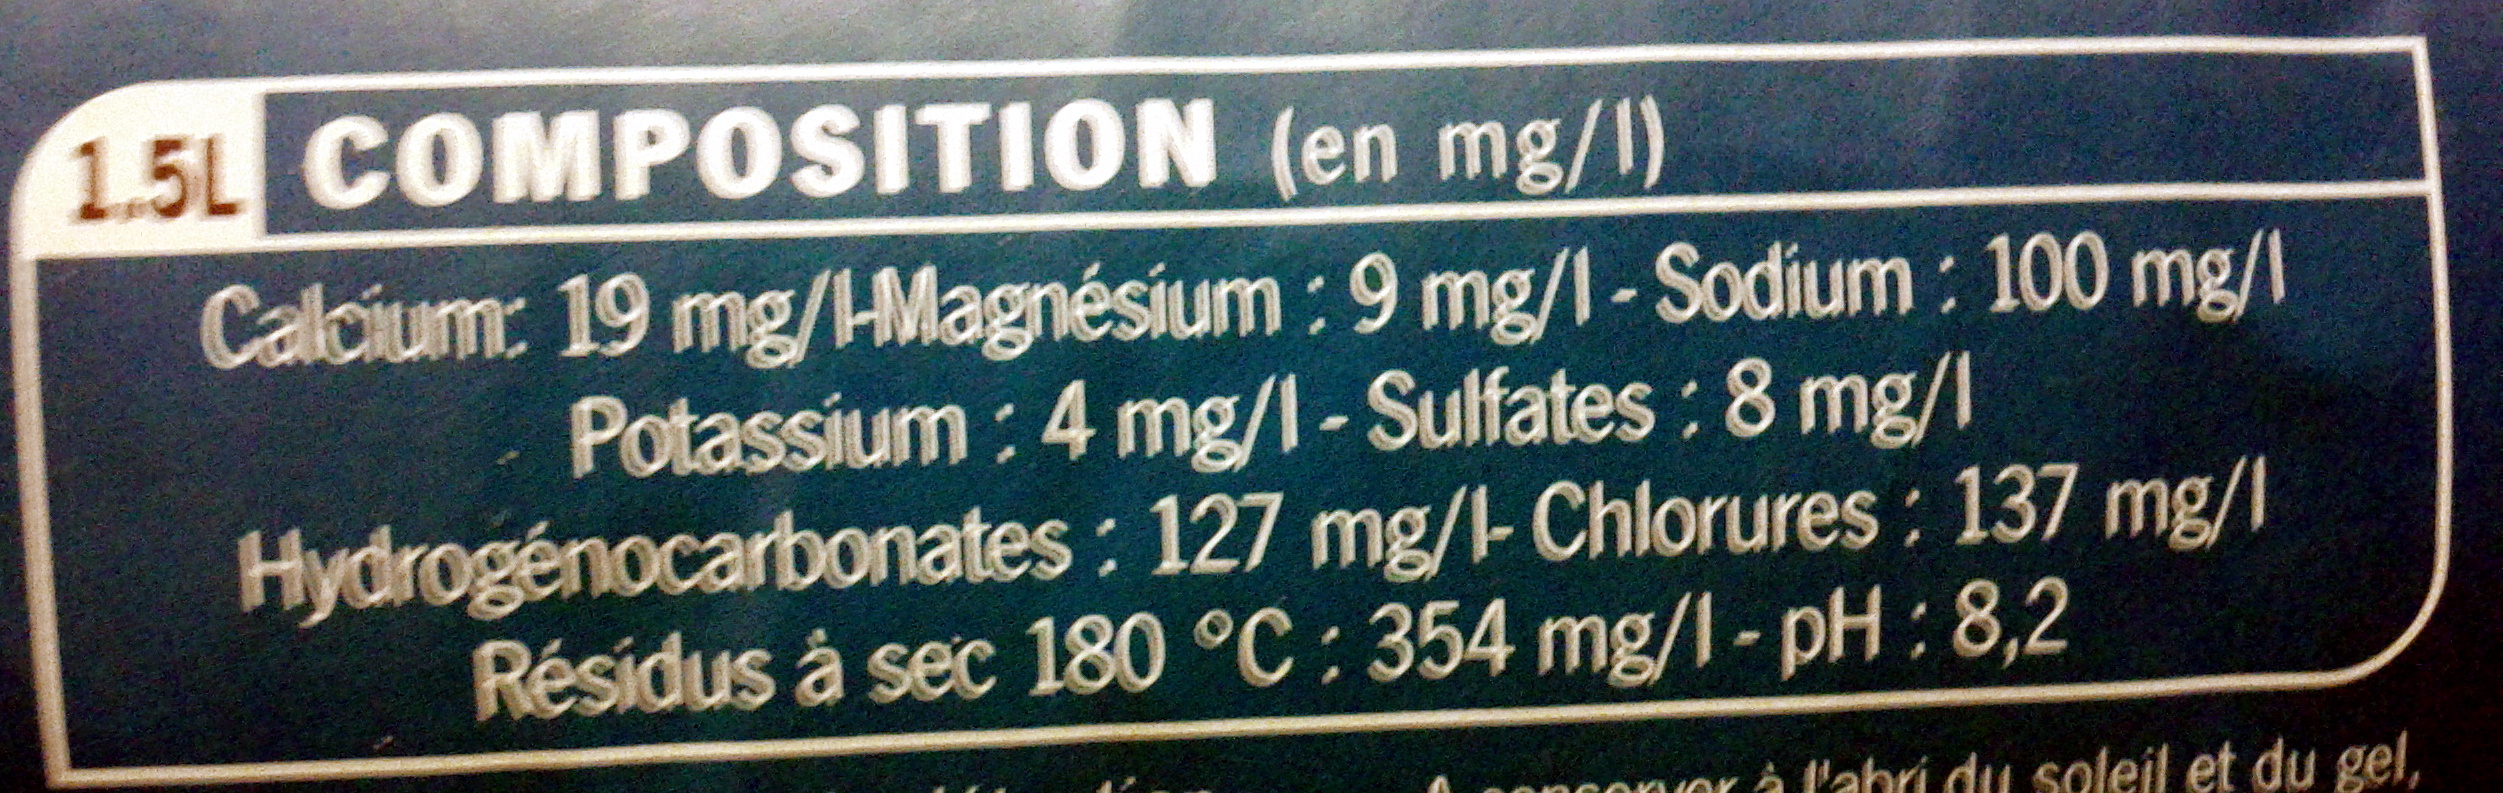 1.5L COMPOSITION (en mg/l)
Calcium: 19 mg/l-Magnésium : 9 mg/l - Sodium : 100 mg/l
Potassium : 4 mg/l - Sulfates : 8 mg/l
Hydrogénocarbonates : 127 mg/l- Chlorures : 137 mg/l
Résidus à sec 180 °C : 354 mg/l - pH : 8,2
A conserver à l'abri du soleil et du gel,